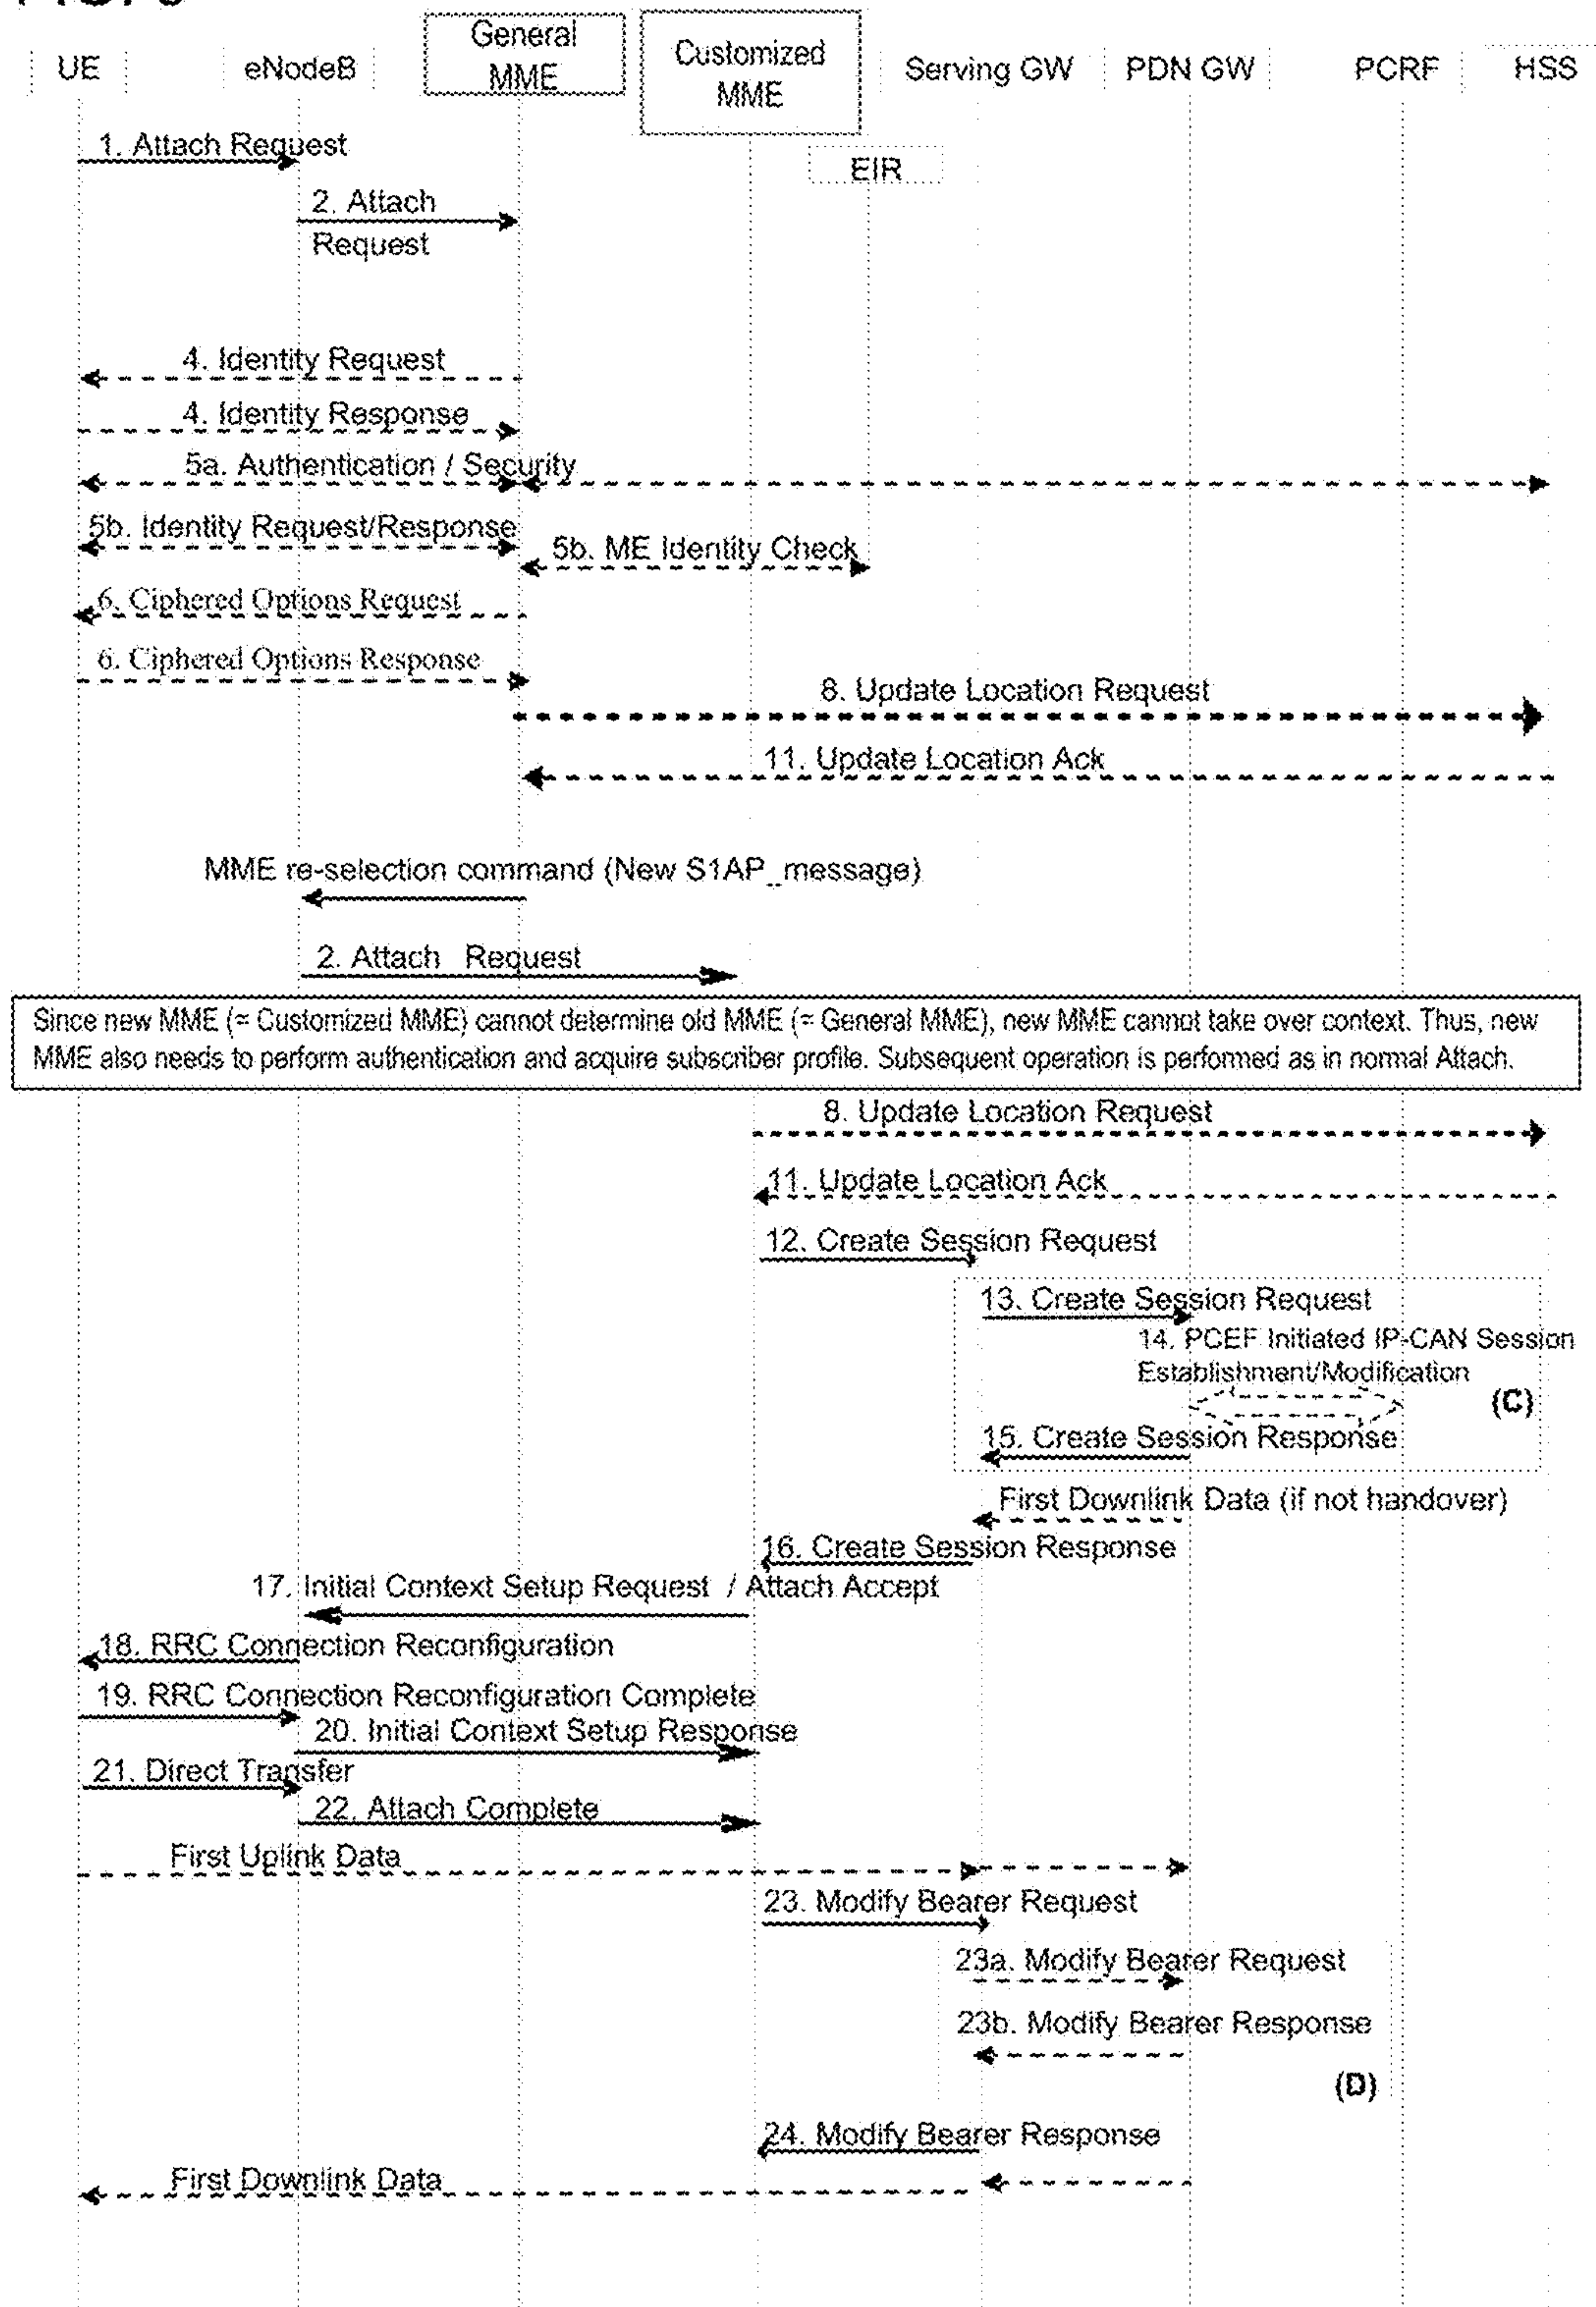 UE
eNodeB
General
MME
Customized
MME
Serving GW
PDN GW
PCRF
HSS
EIR
1. Attach Request
2. Attach
Request
4. Identity Request
4. Identity Response
5a. Authentication / Security
5b. Identity Request/Response
5b. ME Identity Check
6. Ciphered Options Request
6. Ciphered Options Response
8. Update Location Request
11. Update Location Ack
MME re-selection command (New S1AP_message)
2. Attach Request
Since new MME (= Customized MME) cannot determine old MME (= General MME), new MME cannot take over context. Thus, new
MME also needs to perform authentication and acquire subscriber profile. Subsequent operation is performed as in normal Attach.
8. Update Location Request
11. Update Location Ack
12. Create Session Request
13. Create Session Request
14. PCEF Initiated IP-CAN Session
Establishment/Modification
(C)
15. Create Session Response
First Downlink Data (if not handover)
16. Create Session Response
17. Initial Context Setup Request / Attach Accept
18. RRC Connection Reconfiguration
19. RRC Connection Reconfiguration Complete
20. Initial Context Setup Response
21. Direct Transfer
22. Attach Complete
First Uplink Data
23. Modify Bearer Request
23a. Modify Bearer Request
23b. Modify Bearer Response
(D)
24. Modify Bearer Response
First Downlink Data